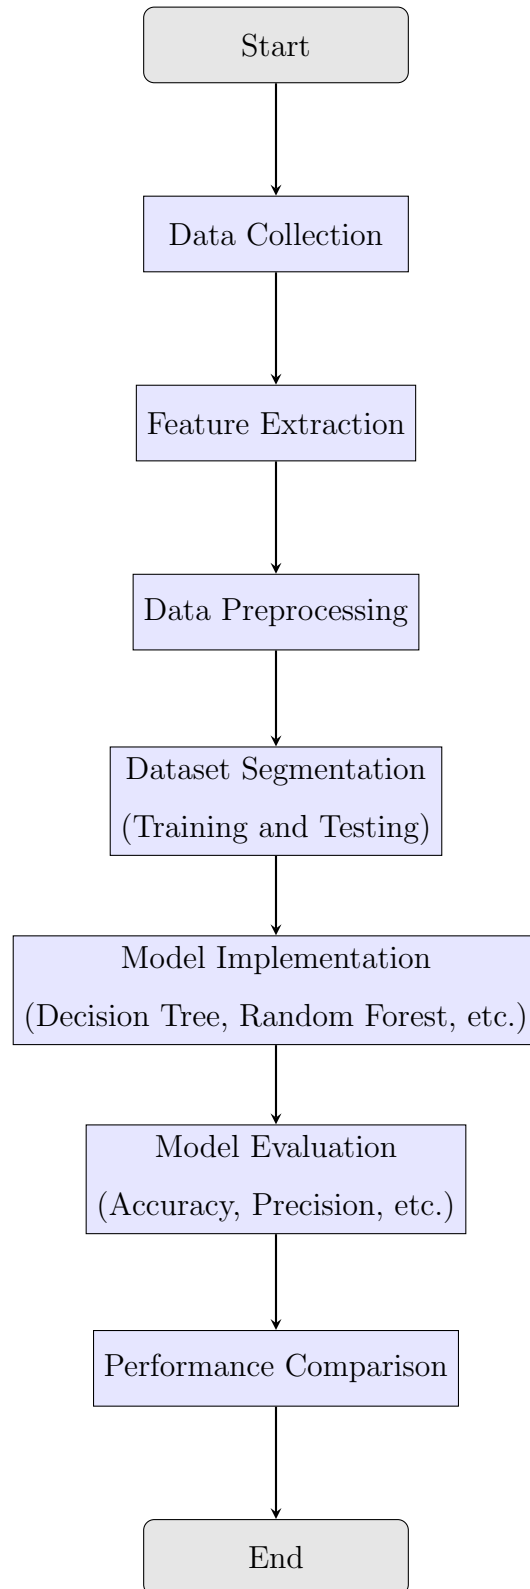 Start
Data Collection
Feature Extraction
Data Preprocessing
Dataset Segmentation
(Training and Testing)
Model Implementation
(Decision Tree, Random Forest, etc.)
Model Evaluation
(Accuracy, Precision, etc.)
Performance Comparison
End